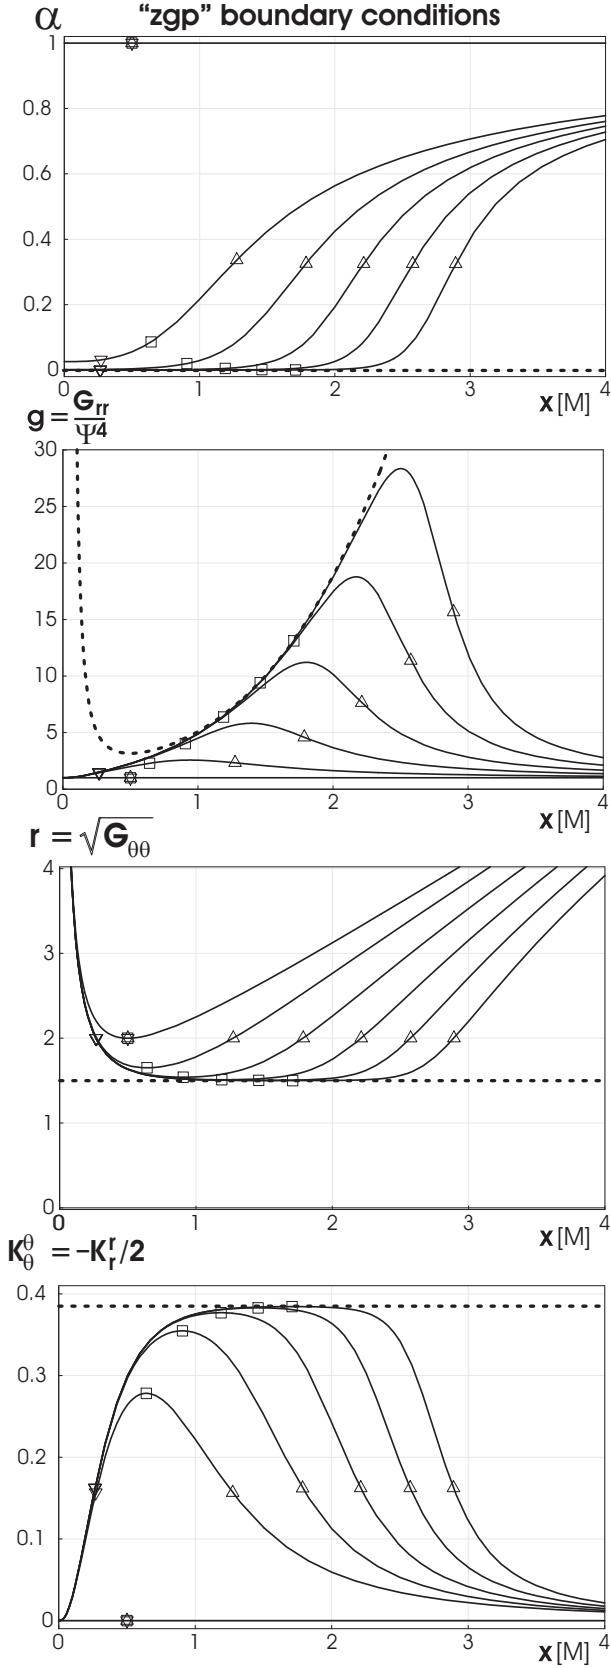 α “zgp” boundary conditions
1
0.8
0.6
0.4
0.2
0
0 1 2 3 4
x [M]
g = G_rr / Ψ⁴
30
25
20
15
10
5
0
0 1 2 3 4
x [M]
r = √G_θθ
4
3
2
1
0
0 1 2 3 4
x [M]
K_θ^θ = –K_r^r/2
0.4
0.3
0.2
0.1
0
0 1 2 3 4
x [M]